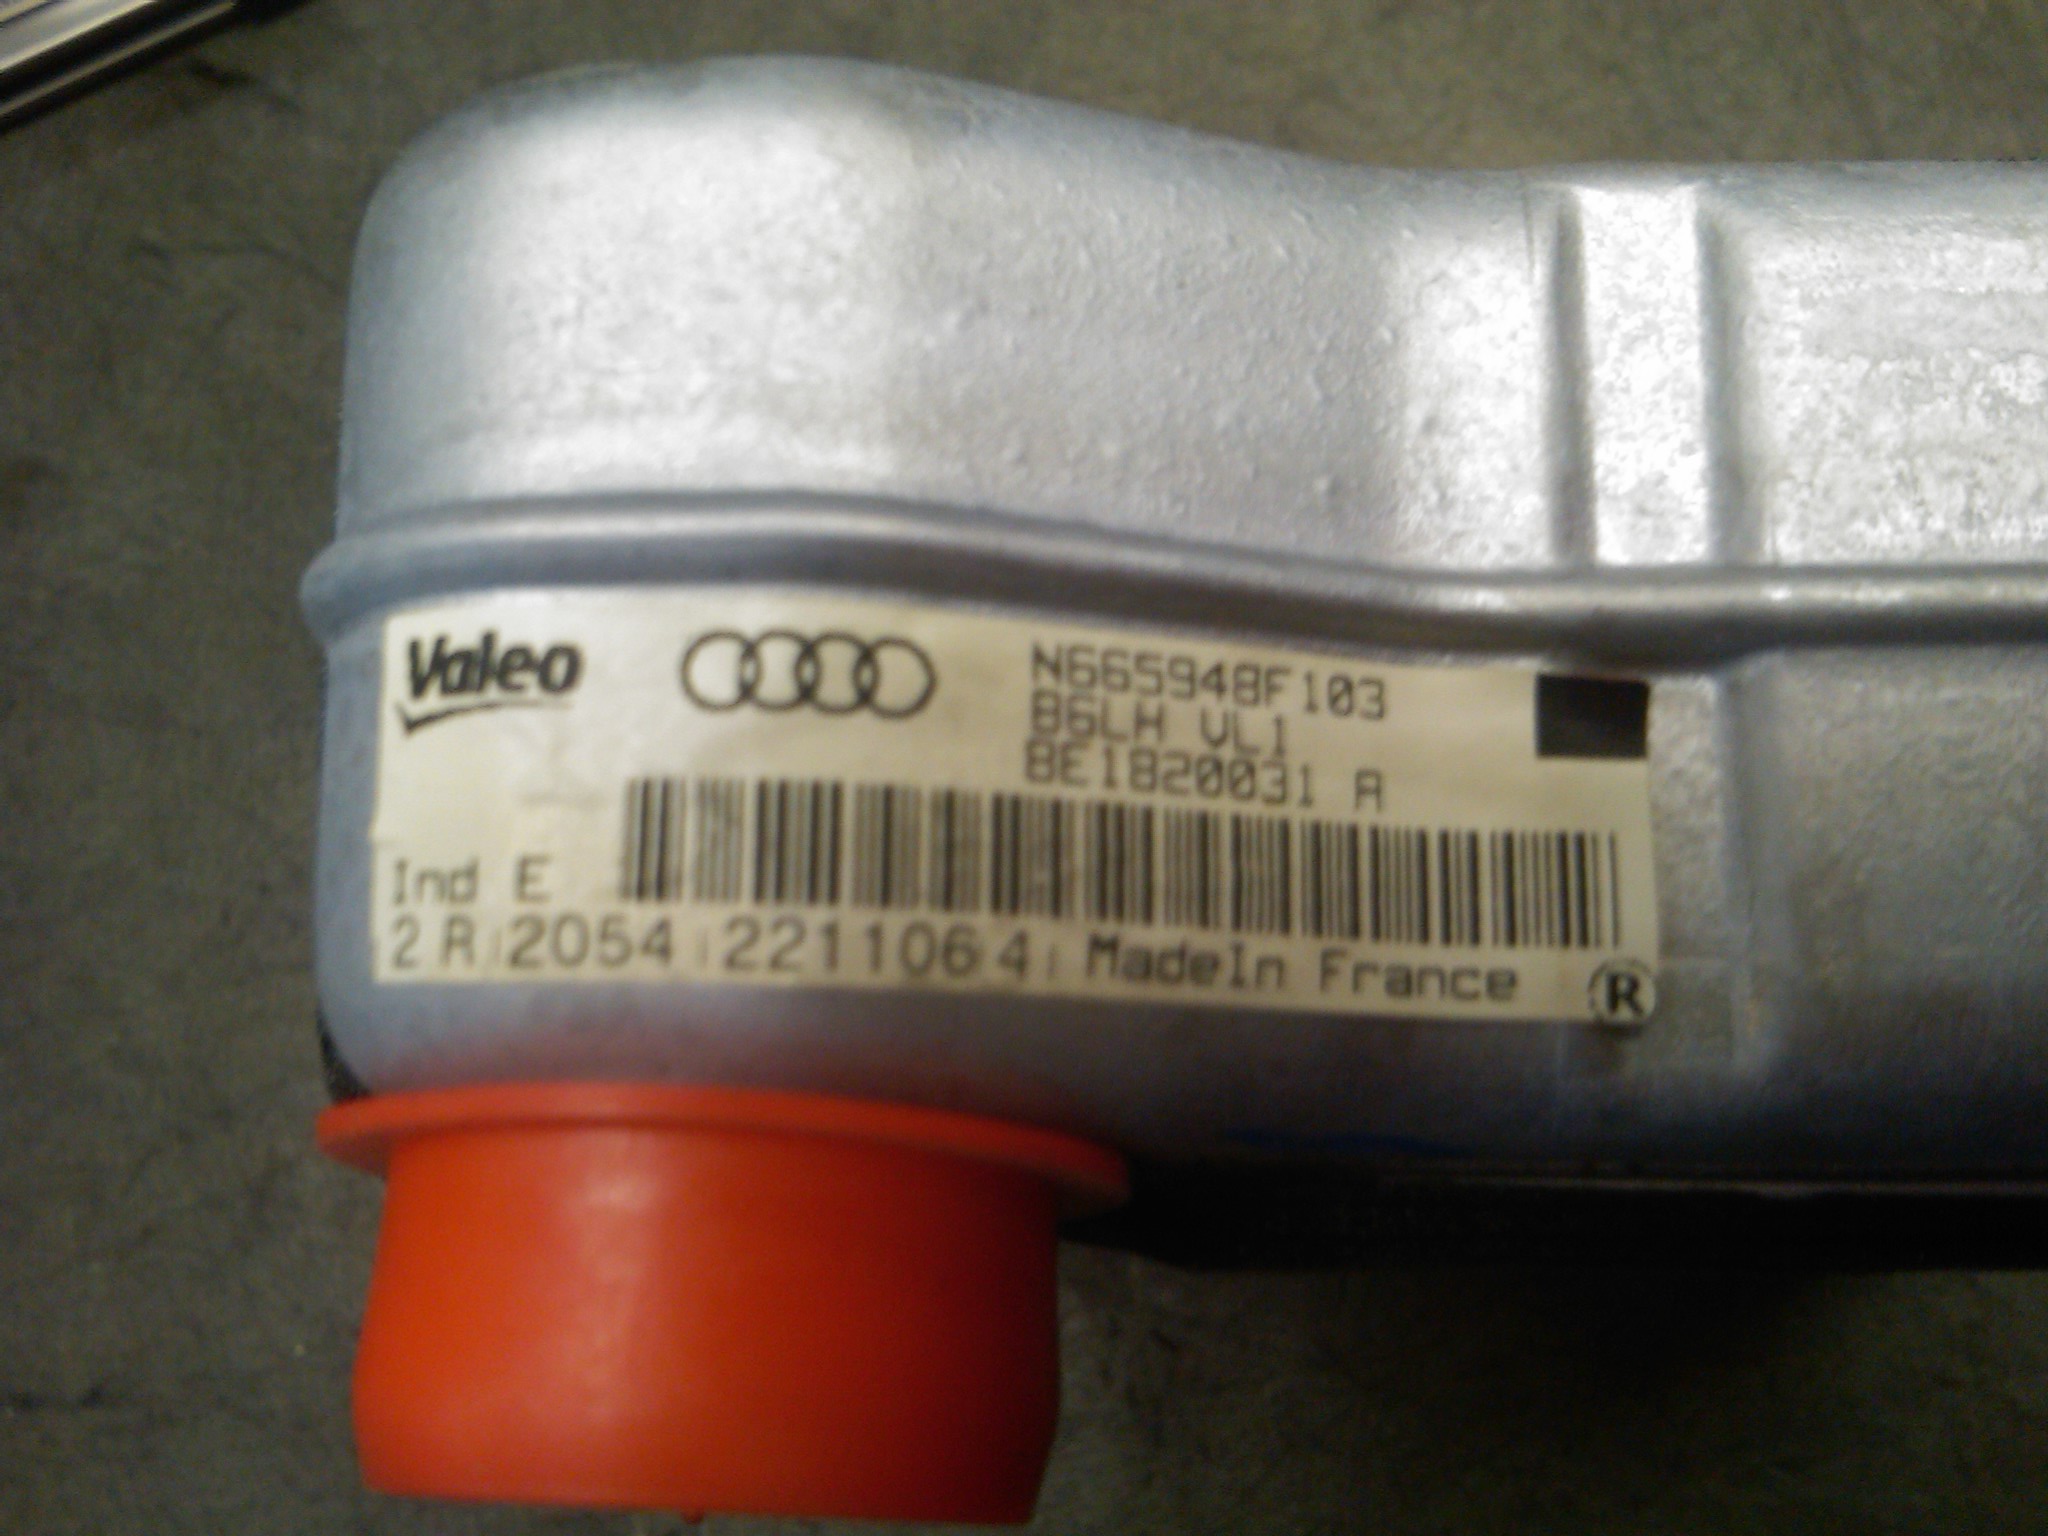 Valeo
N665948F103
B6LH VL1
8E1820031 A
Ind E
2 R 2054 2211064 MadeIn France
R